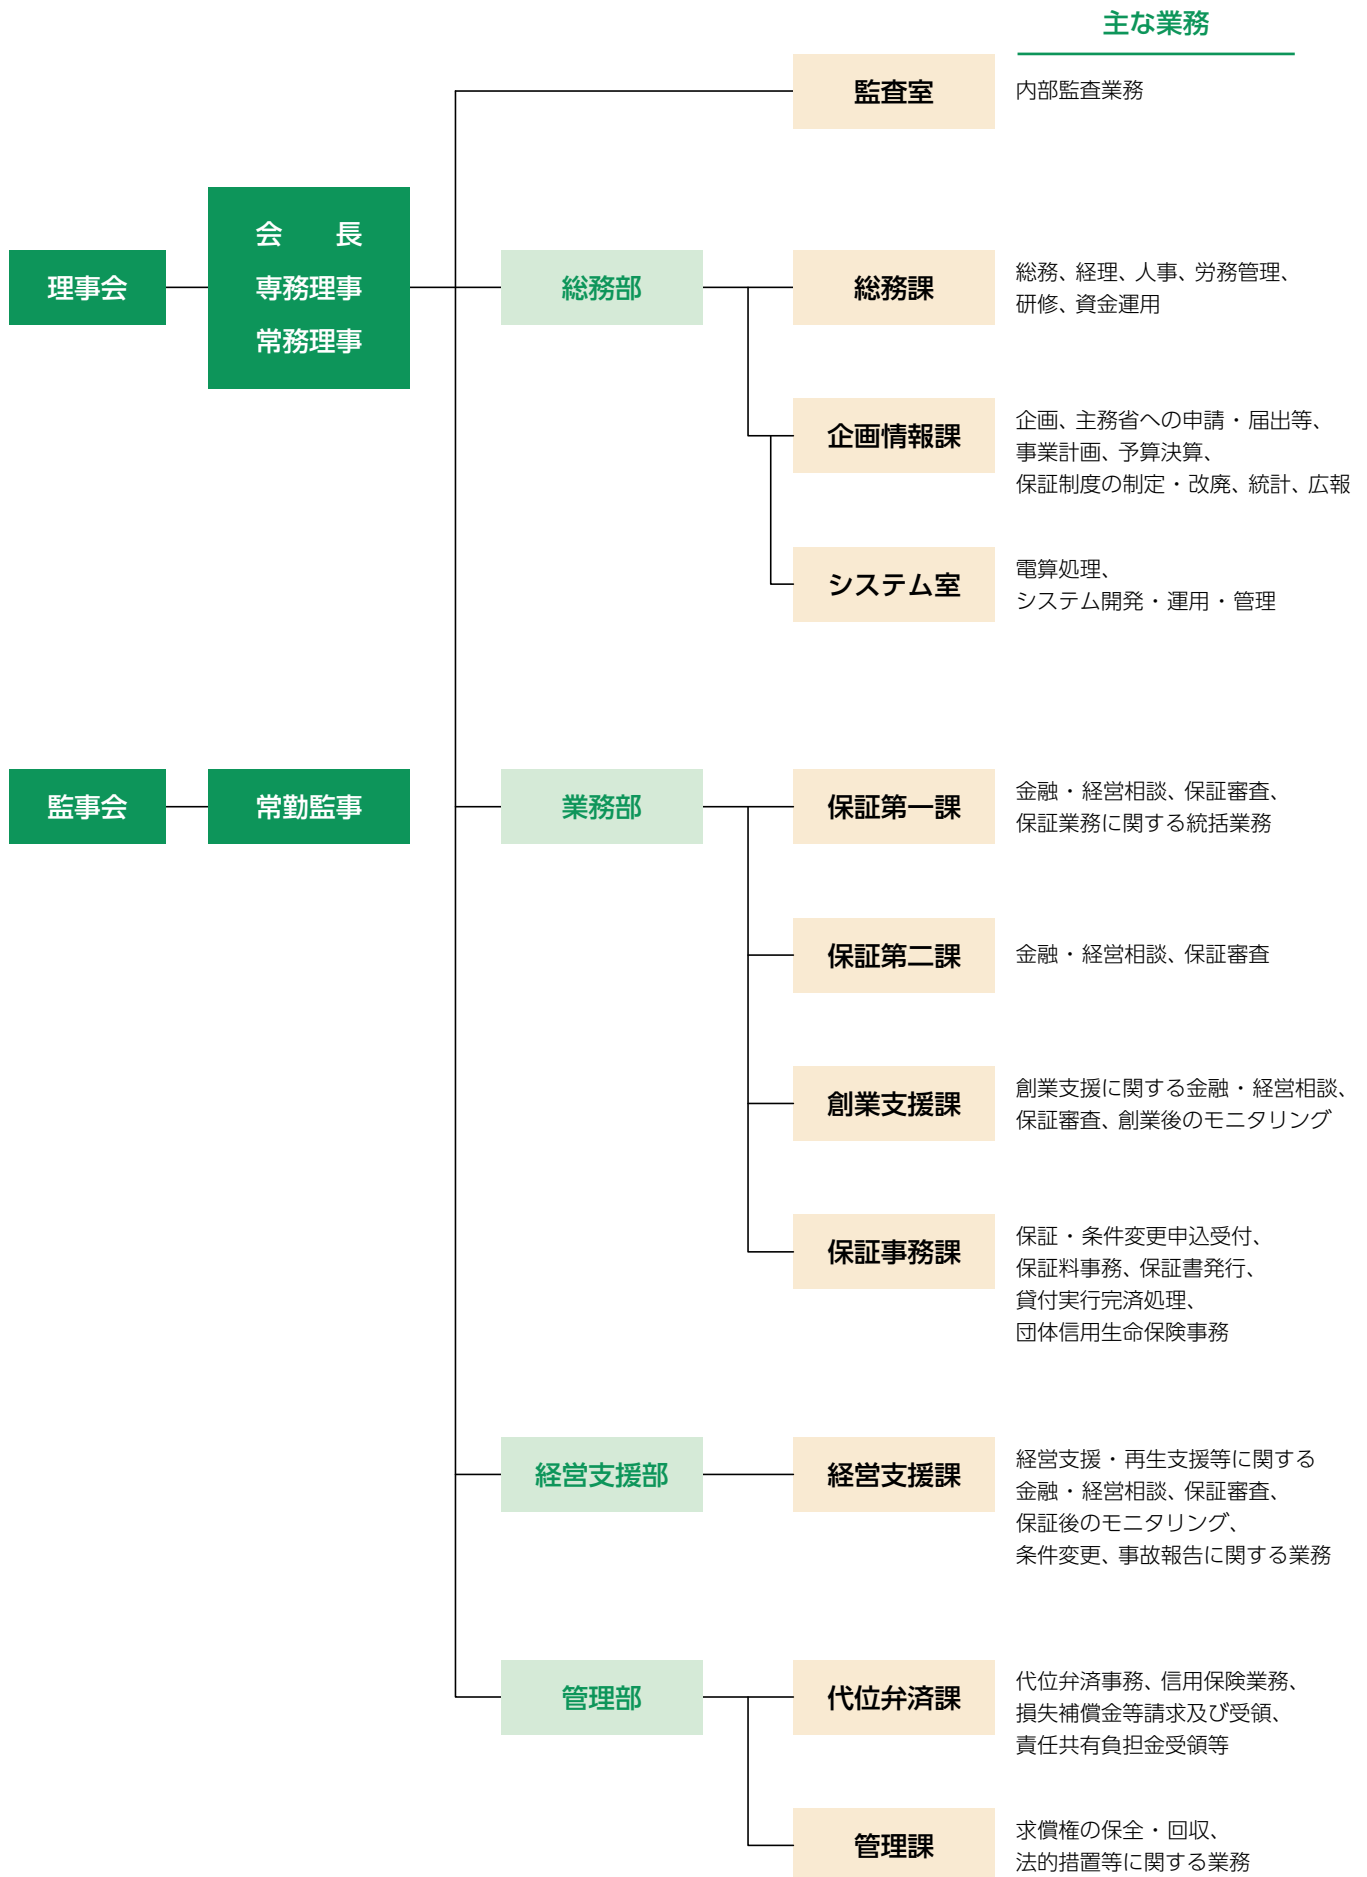 主な業務
監査室
内部監査業務
理事会
会　長
専務理事
常務理事
総務部
総務課
総務、経理、人事、労務管理、
研修、資金運用
企画情報課
企画、主務省への申請・届出等、
事業計画、予算決算、
保証制度の制定・改廃、統計、広報
システム室
電算処理、
システム開発・運用・管理
監事会
常勤監事
業務部
保証第一課
金融・経営相談、保証審査、
保証業務に関する統括業務
保証第二課
金融・経営相談、保証審査
創業支援課
創業支援に関する金融・経営相談、
保証審査、創業後のモニタリング
保証事務課
保証・条件変更申込受付、
保証料事務、保証書発行、
貸付実行完済処理、
団体信用生命保険事務
経営支援部
経営支援課
経営支援・再生支援等に関する
金融・経営相談、保証審査、
保証後のモニタリング、
条件変更、事故報告に関する業務
管理部
代位弁済課
代位弁済事務、信用保険業務、
損失補償金等請求及び受領、
責任共有負担金受領等
管理課
求償権の保全・回収、
法的措置等に関する業務